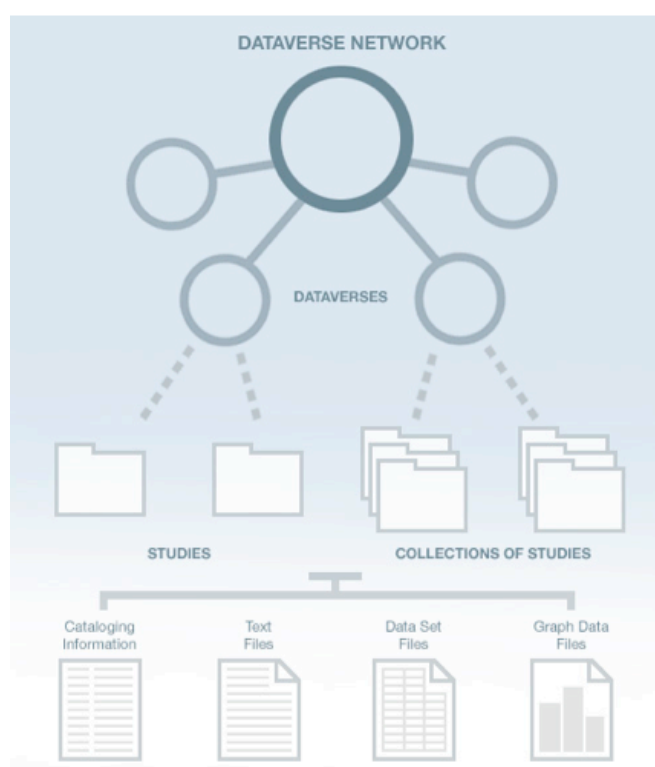 DATAVERSE NETWORK
DATAVERSES
STUDIES
COLLECTIONS OF STUDIES
Cataloging
Information
Text
Files
Data Set
Files
Graph Data
Files